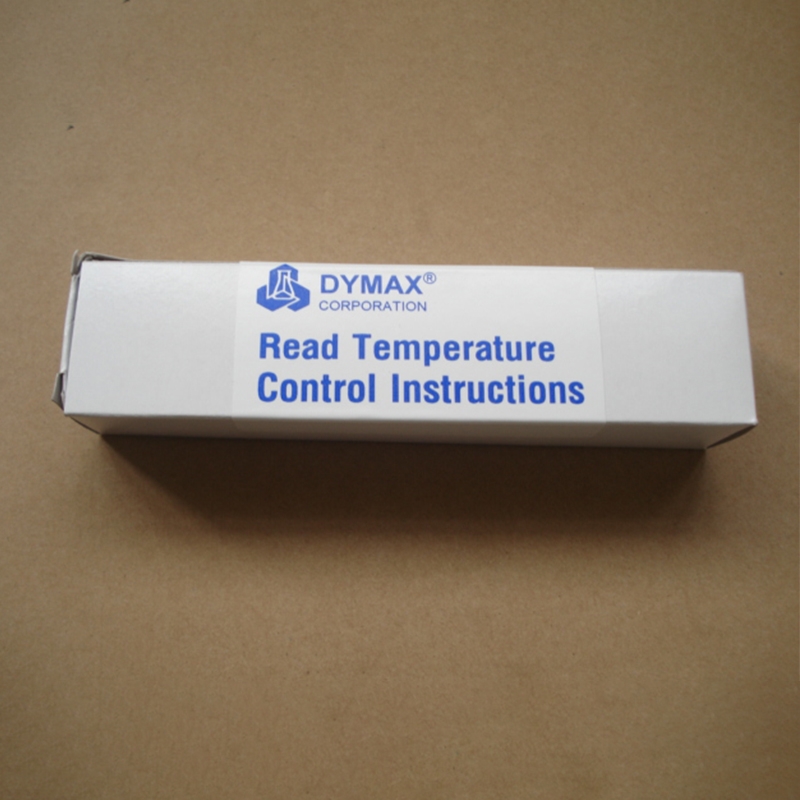 DYMAX®
CORPORATION
Read Temperature
Control Instructions